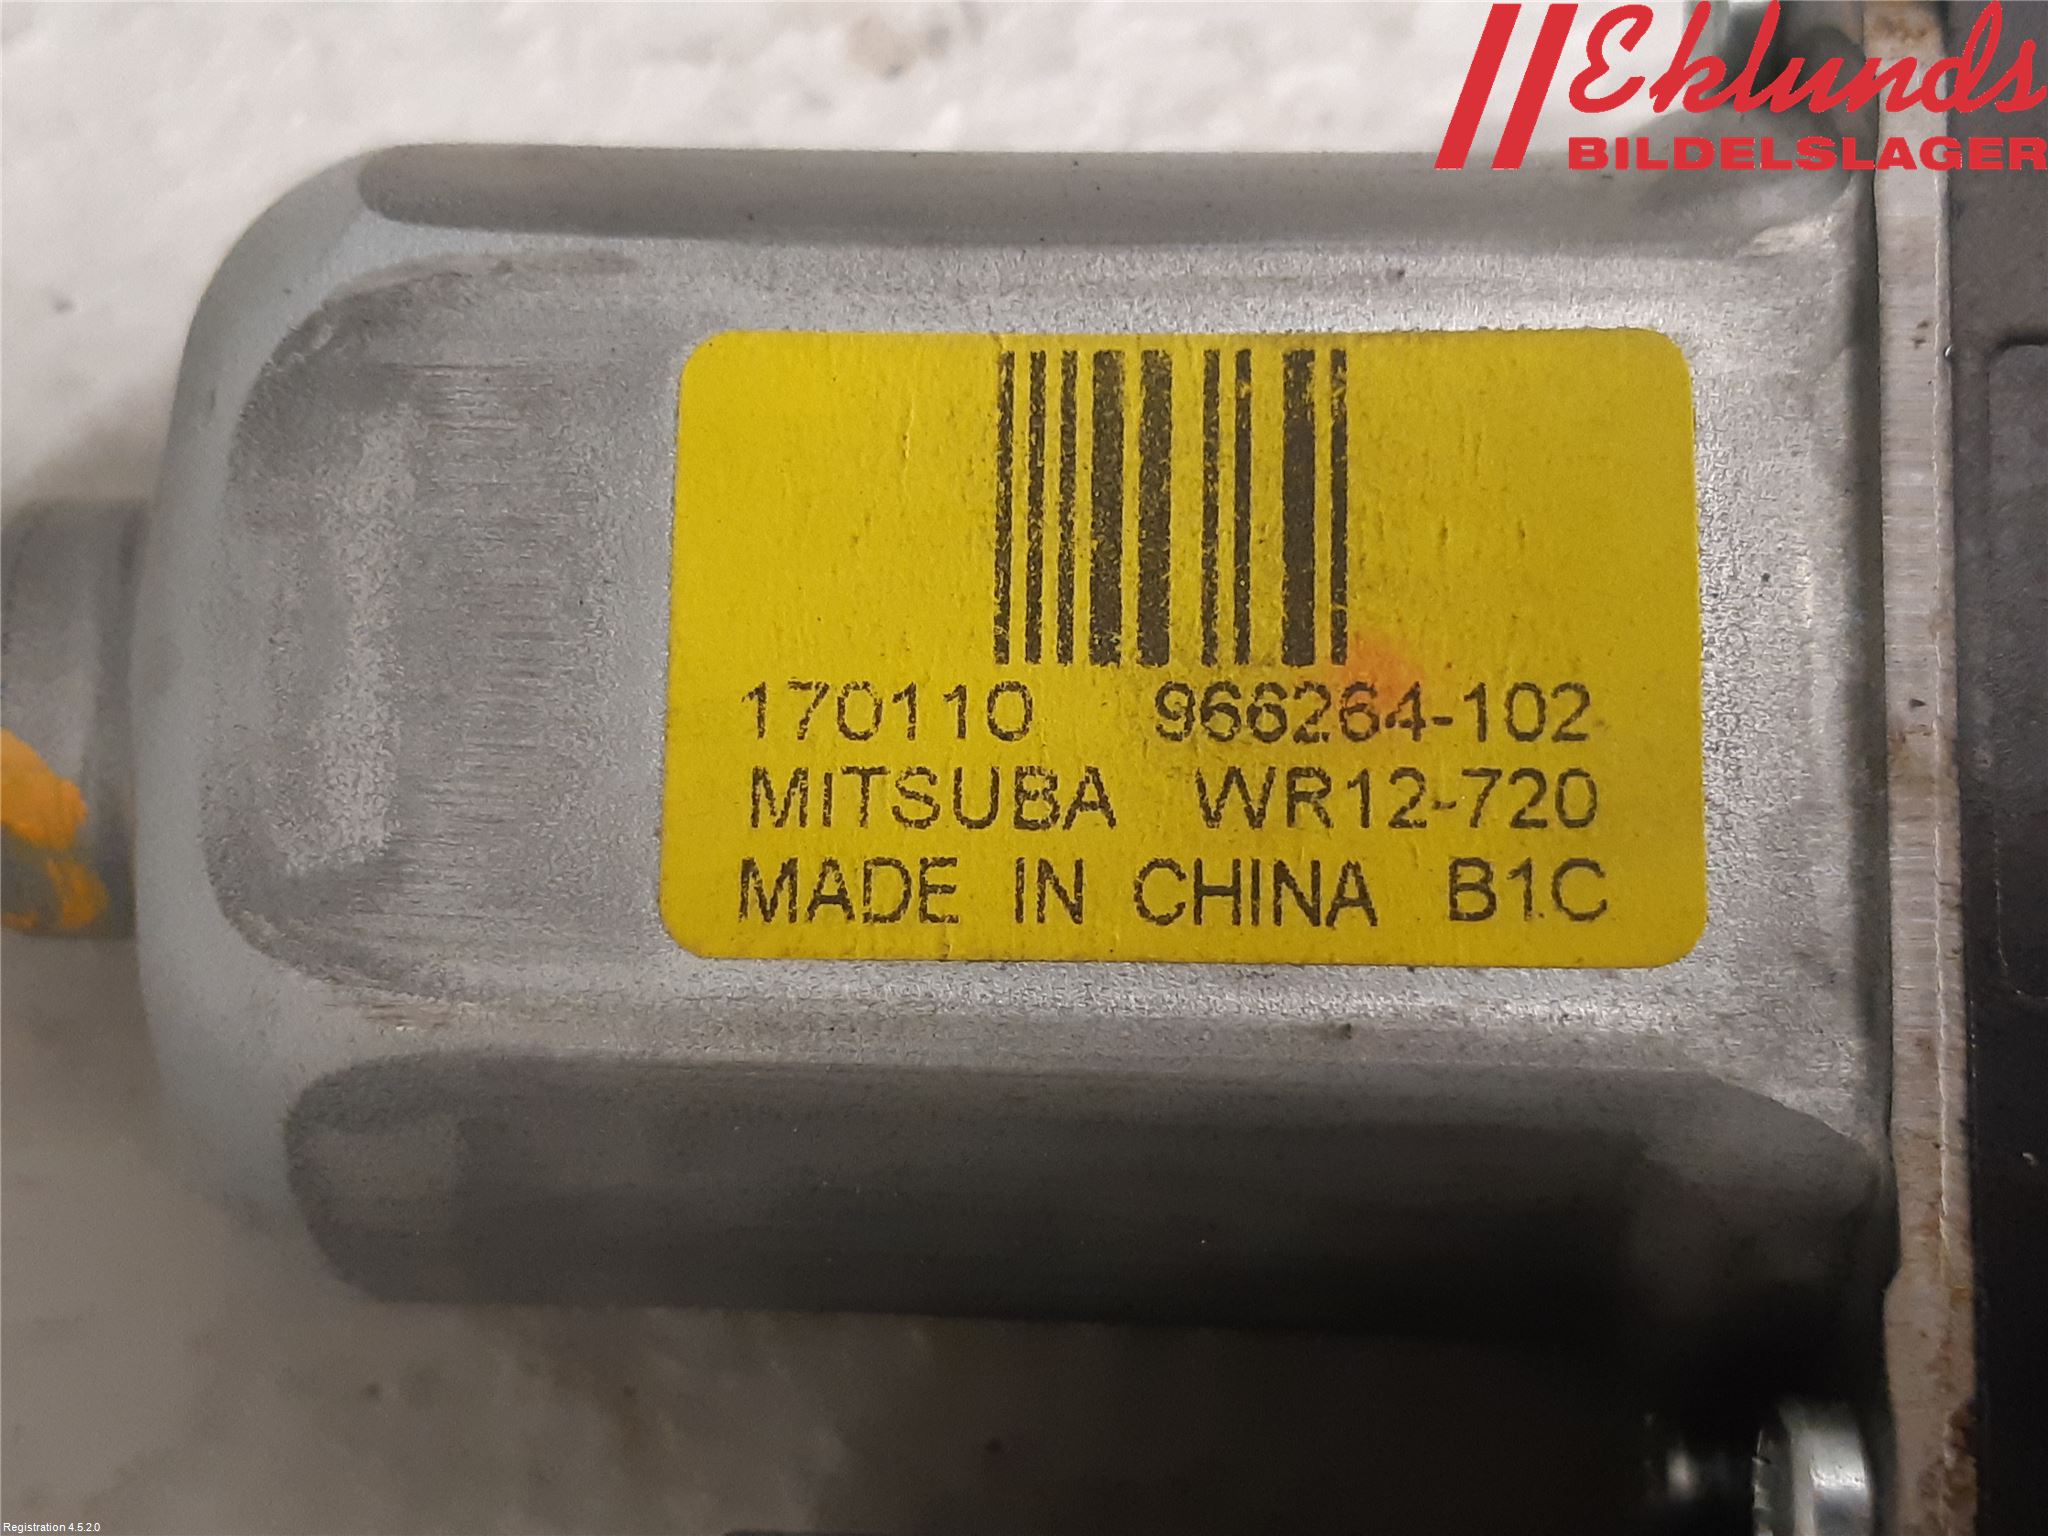 Eklunds
BILDELSLAGER
170110 966264-102
MITSUBA WR12-720
MADE IN CHINA B1C
Registration 4.5.2.0